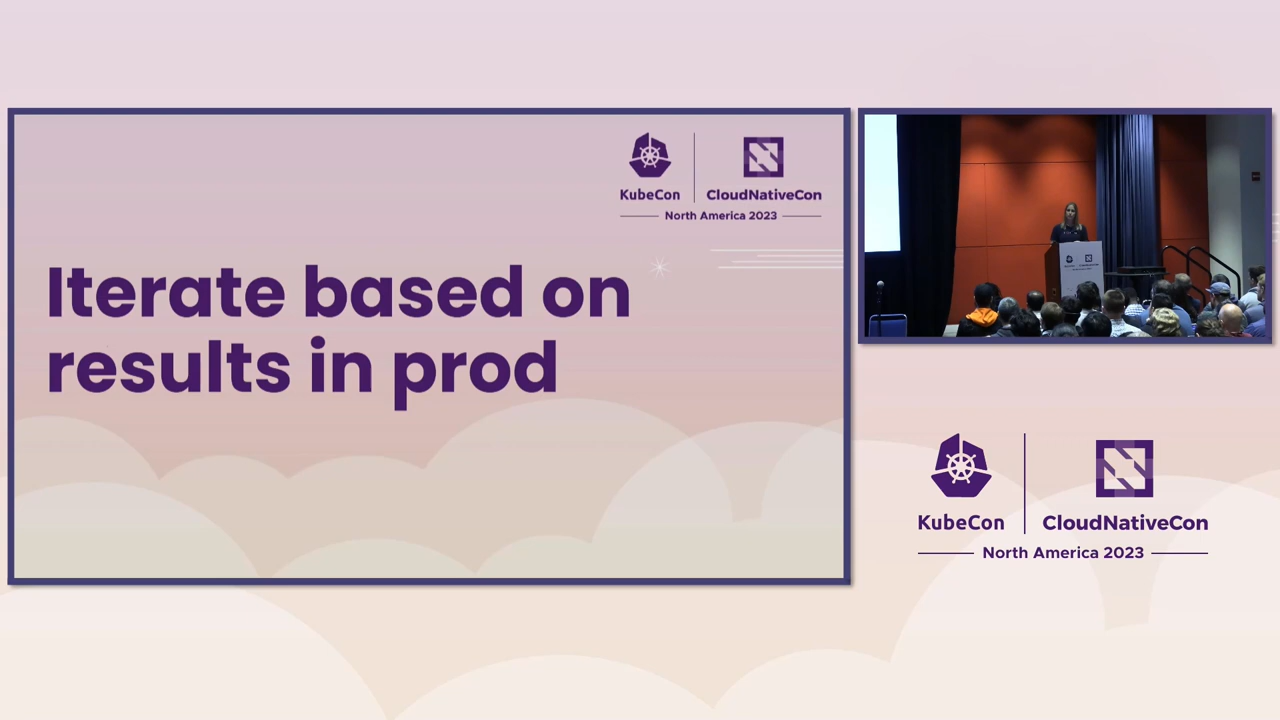 KubeCon
CloudNativeCon
North America 2023
Iterate based on
results in prod
KubeCon
CloudNativeCon
North America 2023